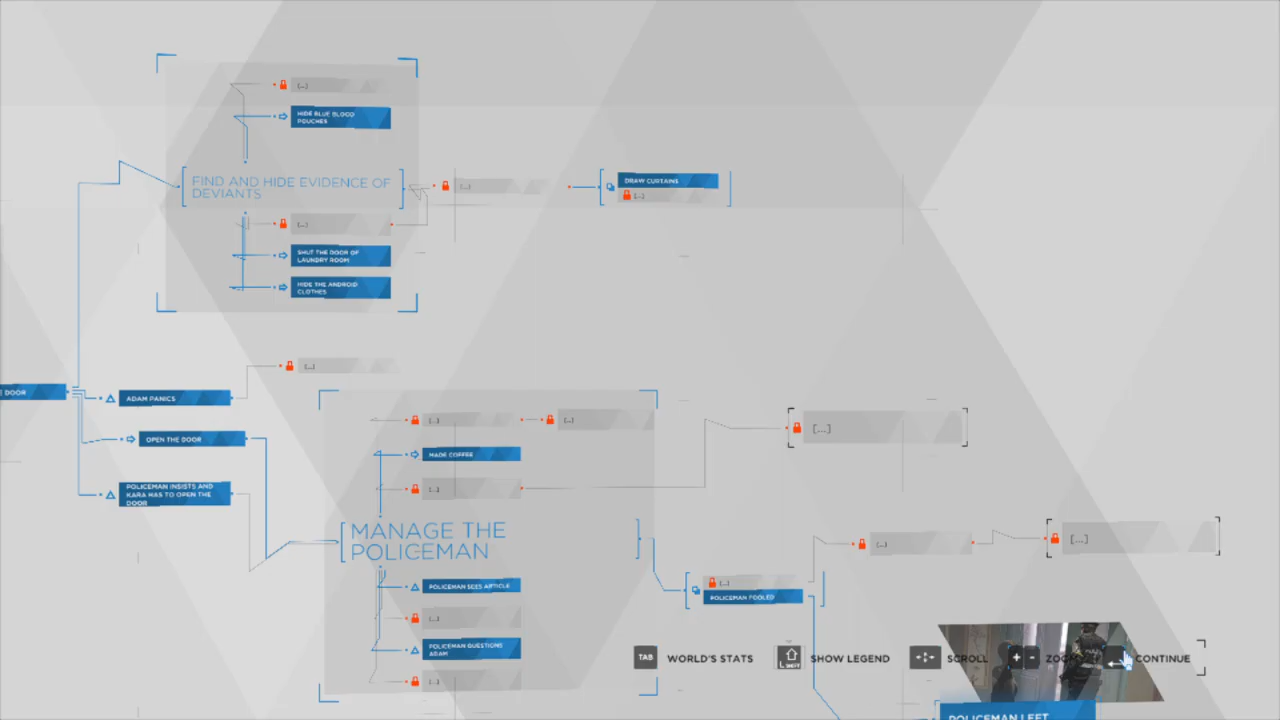 [...]
HIDE BLUE BLOOD
POUCHES
FIND AND HIDE EVIDENCE OF
DEVIANTS
[...]
DRAW CURTAINS
[...]
[...]
SHUT THE DOOR OF
LAUNDRY ROOM
HIDE THE ANDROID
CLOTHES
[...]
DOOR
ADAM PANICS
[...]
[...]
[...]
OPEN THE DOOR
MADE COFFEE
[...]
POLICEMAN INSISTS AND
KARA HAS TO OPEN THE
DOOR
MANAGE THE
POLICEMAN
[...]
[...]
POLICEMAN SEES ARTICLE
[...]
POLICEMAN FOOLED
[...]
POLICEMAN QUESTIONS
ADAM
[...]
TAB WORLD'S STATS
L SHIFT SHOW LEGEND
SCROLL
+ - ZOOM
CONTINUE
POLICEMAN LEFT